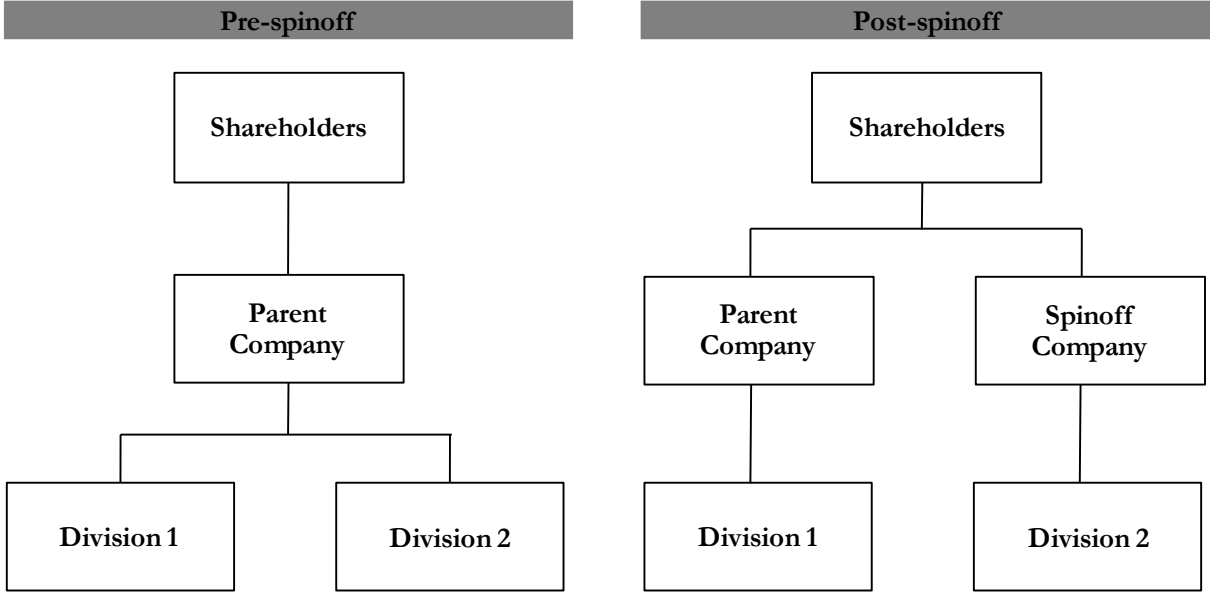 Pre-spinoff
Shareholders
Parent
Company
Division 1
Division 2
Post-spinoff
Shareholders
Parent
Company
Spinoff
Company
Division 1
Division 2